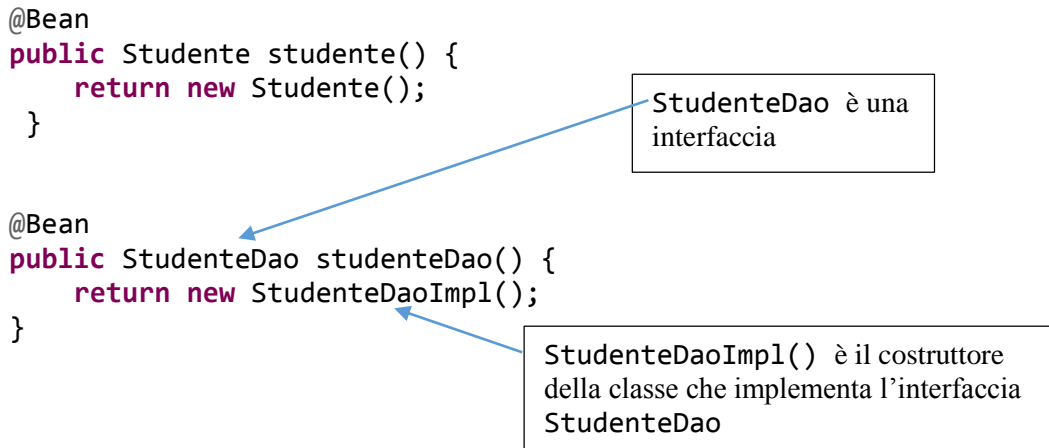 @Bean
public Studente studente() {
return new Studente();
}
StudenteDao è una
interfaccia
@Bean
public StudenteDao studenteDao() {
return new StudenteDaoImpl();
}
StudenteDaoImpl() è il costruttore
della classe che implementa l’interfaccia
StudenteDao